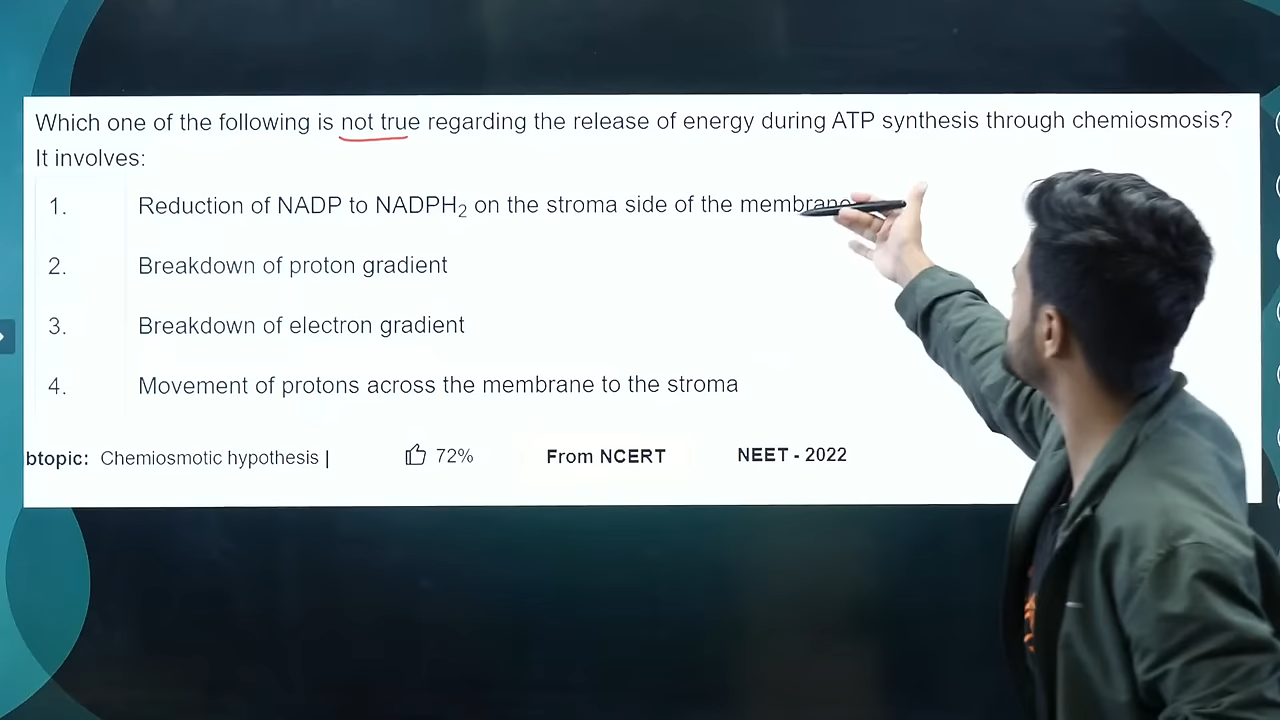 Which one of the following is not true regarding the release of energy during ATP synthesis through chemiosmosis?
It involves:
1. Reduction of NADP to NADPH₂ on the stroma side of the membrane
2. Breakdown of proton gradient
3. Breakdown of electron gradient
4. Movement of protons across the membrane to the stroma
btopic: Chemiosmotic hypothesis | 72% From NCERT NEET - 2022